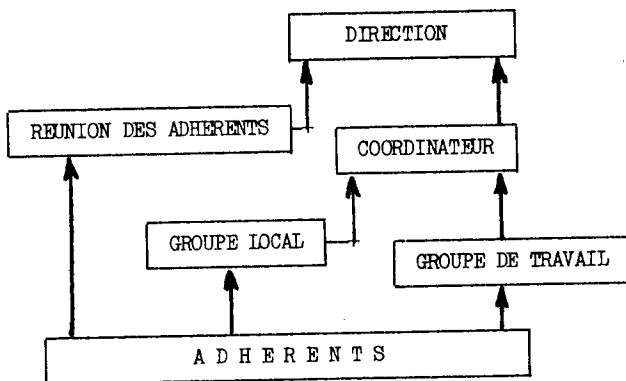 DIRECTION
REUNION DES ADHERENTS
COORDINATEUR
GROUPE LOCAL
GROUPE DE TRAVAIL
A D H E R E N T S